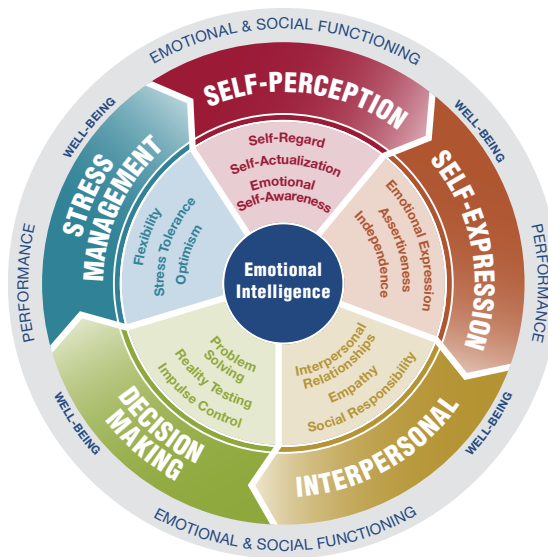 EMOTIONAL & SOCIAL FUNCTIONING
WELL-BEING
WELL-BEING
PERFORMANCE
PERFORMANCE
SELF-PERCEPTION
Self-Regard
Self-Actualization
Emotional
Self-Awareness
SELF-EXPRESSION
Emotional Expression
Assertiveness
Independence
INTERPERSONAL
Interpersonal
Relationships
Empathy
Social Responsibility
DECISION
MAKING
Problem
Solving
Reality Testing
Impulse Control
STRESS
MANAGEMENT
Flexibility
Stress Tolerance
Optimism
Emotional
Intelligence
WELL-BEING
WELL-BEING
EMOTIONAL & SOCIAL FUNCTIONING